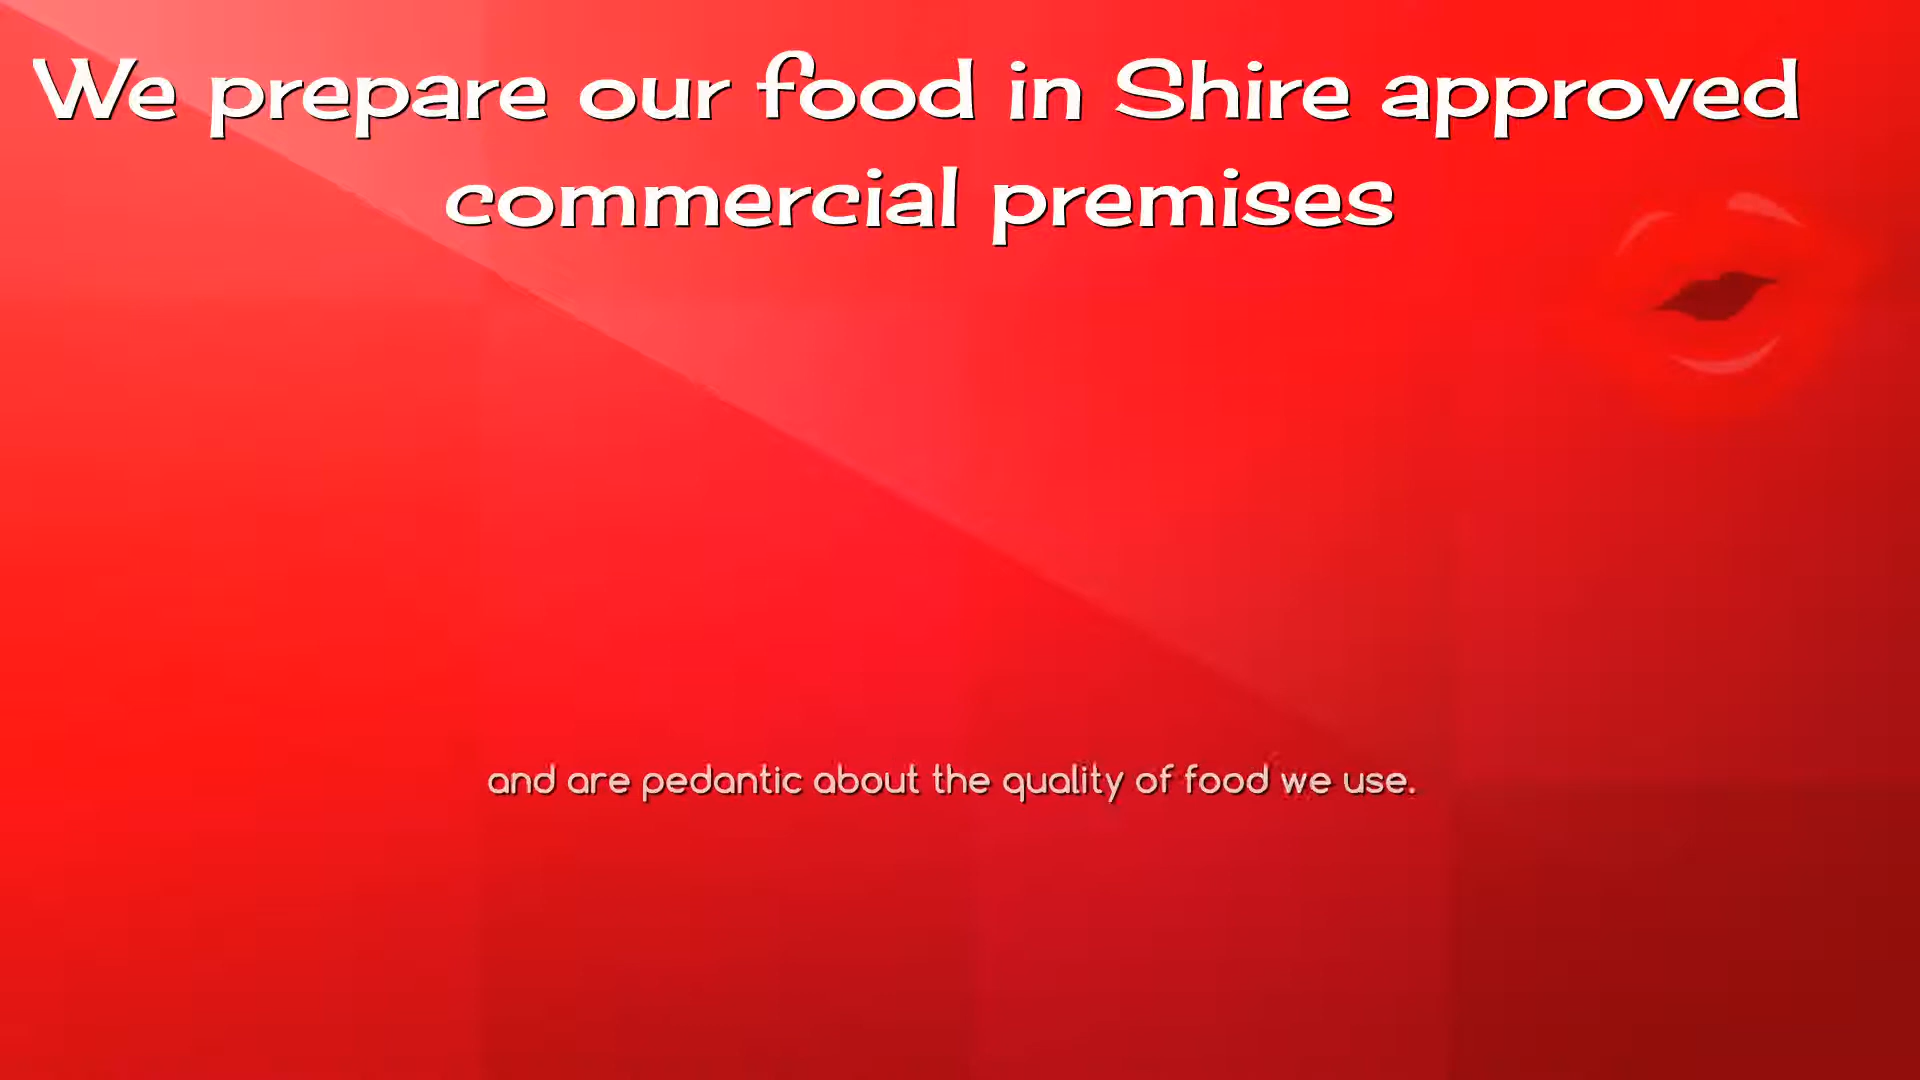 We prepare our food in Shire approved
commercial premises
and are pedantic about the quality of food we use.